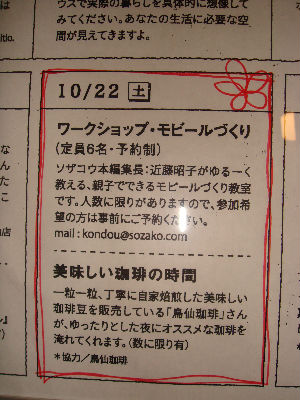 ウスで実際の暮らしを具体的に想像して
みてください。あなたの生活に必要な空
間が見えてきますよ。
10/22 土
ワークショップ・モビールづくり
(定員6名・予約制)
ソザコウ本編集長：近藤昭子がゆるーく
教える、親子でできるモビールづくり教室
です。人数に限りがありますので、参加希
望の方は事前にご予約ください。
mail : kondou@sozako.com
美味しい珈琲の時間
一粒一粒、丁寧に自家焙煎した美味しい
珈琲豆を販売している「鳥仙珈琲」さん
が、ゆったりとした夜にオススメな珈琲を
淹れてくれます。(数に限り有)
*協力／鳥仙珈琲